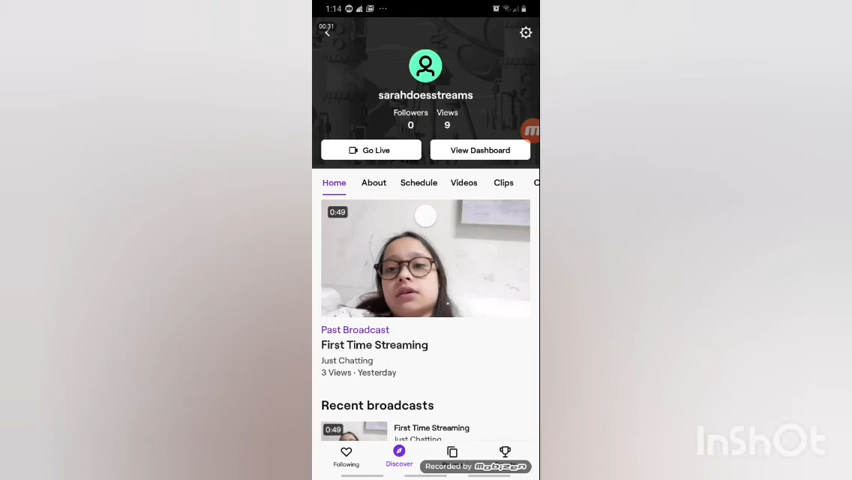 1:14
00:31
sarahdoesstreams
Followers Views
0 9
Go Live View Dashboard
Home About Schedule Videos Clips C
0:49
Past Broadcast
First Time Streaming
Just Chatting
3 Views · Yesterday
Recent broadcasts
0:49 First Time Streaming
Just Chatting
Following Discover
Recorded by mobizen
InShOt